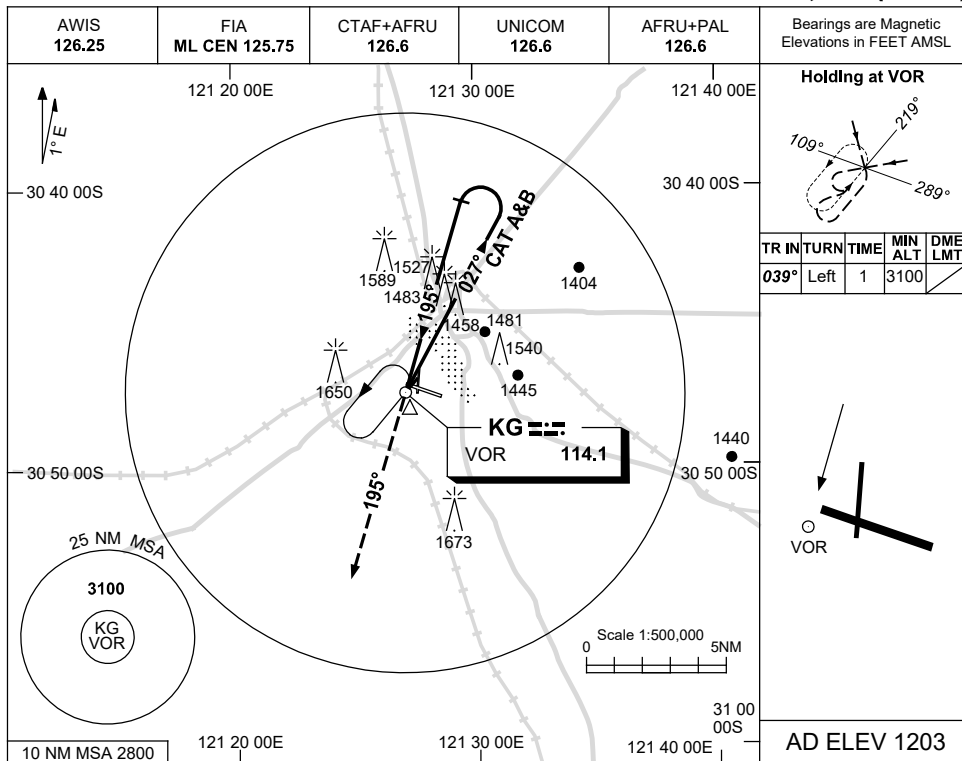 AWIS
126.25
FIA
ML CEN 125.75
CTAF+AFRU
126.6
UNICOM
126.6
AFRU+PAL
126.6
Bearings are Magnetic
Elevations in FEET AMSL
121 20 00E
121 30 00E
121 40 00E
1° E
30 40 00S
30 40 00S
Holding at VOR
219°
109°
289°
TR IN TURN TIME MIN ALT DME LMT
039° Left 1 3100
CAT A&B
027°
195°
1589
1527
1483
1458
1404
1481
1540
1445
1650
KG
VOR 114.1
1440
30 50 00S
30 50 00S
195°
1673
25 NM MSA
3100
KG
VOR
VOR
Scale 1:500,000
0 5NM
31 00
00S
121 20 00E
121 30 00E
121 40 00E
10 NM MSA 2800
AD ELEV 1203